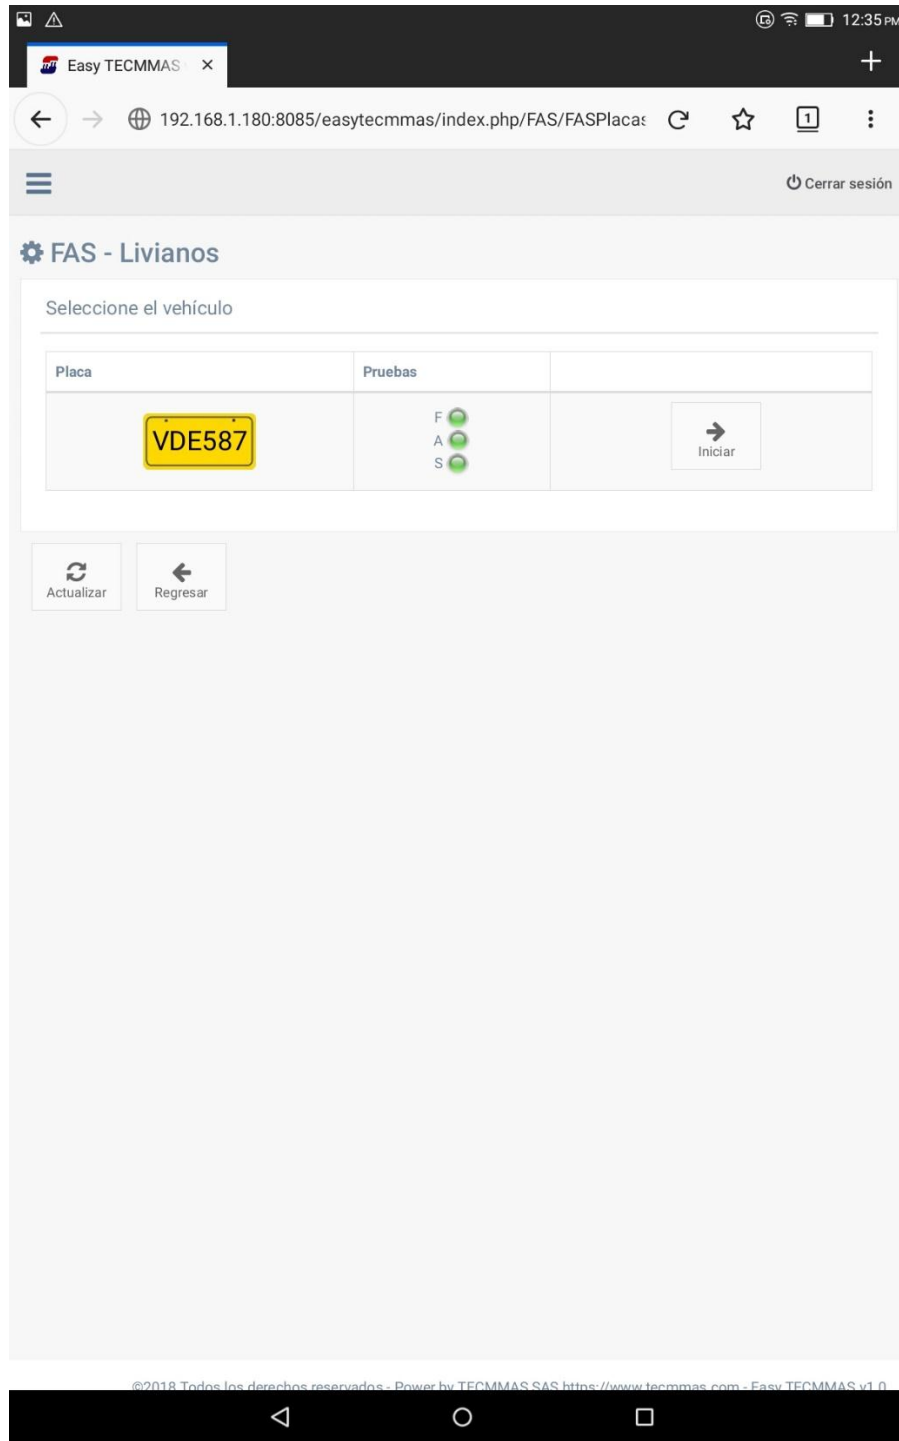 12:35 PM
Easy TECMMAS
192.168.1.180:8085/easytecmmas/index.php/FAS/FASPlacas
1
Cerrar sesión
FAS - Livianos
Seleccione el vehículo
Placa Pruebas
VDE587
F
A
S
Iniciar
Actualizar Regresar
©2018 Todos los derechos reservados - Power by TECMMAS SAS https://www.tecmmas.com - Easy TECMMAS v1.0